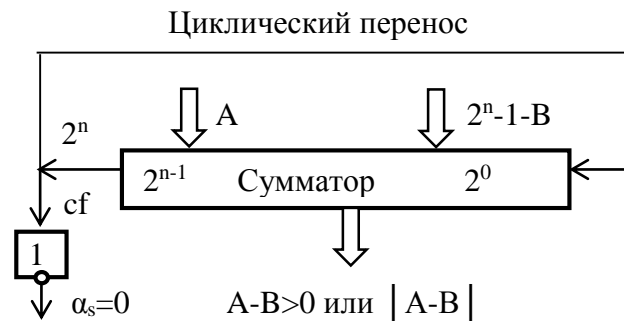 Циклический перенос
A 2ⁿ-1-B
2ⁿ
2ⁿ⁻¹ Сумматор 2⁰
cf
1
αₛ=0 A-B>0 или |A-B|